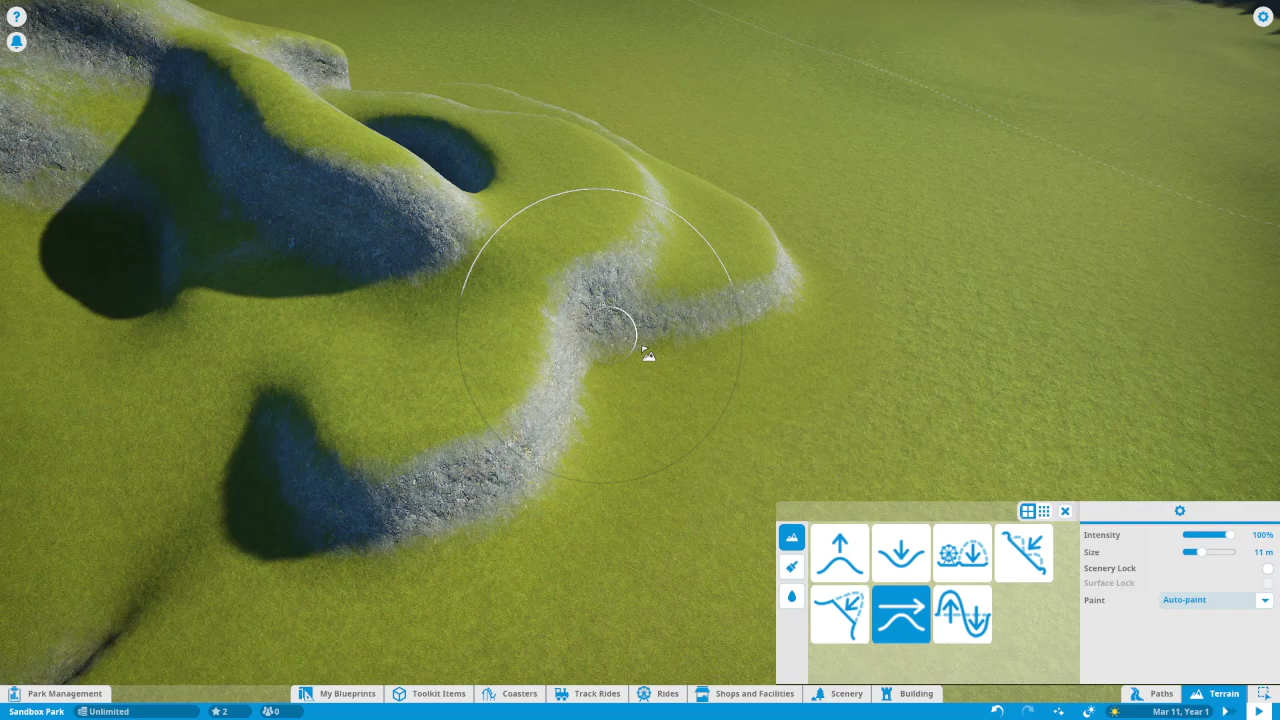 ?
Intensity 100%
Size 11 m
Scenery Lock
Surface Lock
Paint Auto-paint
Park Management My Blueprints Toolkit Items Coasters Track Rides Rides Shops and Facilities Scenery Building Paths Terrain
Sandbox Park Unlimited 2 0 Mar 11, Year 1